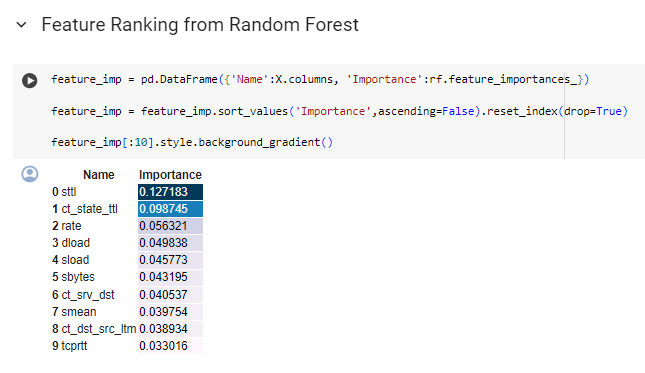 Feature Ranking from Random Forest
feature_imp = pd.DataFrame({'Name':X.columns, 'Importance':rf.feature_importances_})
feature_imp = feature_imp.sort_values('Importance',ascending=False).reset_index(drop=True)
feature_imp[:10].style.background_gradient()
Name Importance
0 sttl 0.127183
1 ct_state_ttl 0.098745
2 rate 0.056321
3 dload 0.049838
4 sload 0.045773
5 sbytes 0.043195
6 ct_srv_dst 0.040537
7 smean 0.039754
8 ct_dst_src_ltm 0.038934
9 tcprtt 0.033016